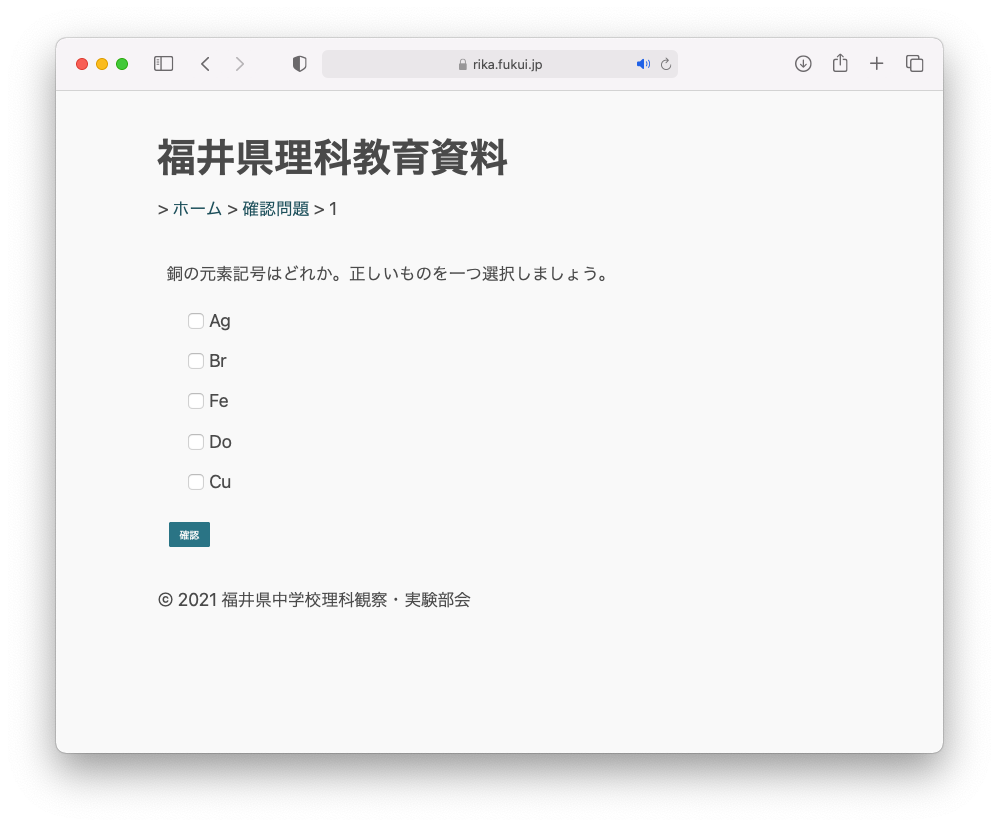 rika.fukui.jp
福井県理科教育資料
> ホーム > 確認問題 > 1
銅の元素記号はどれか。正しいものを一つ選択しましょう。
Ag
Br
Fe
Do
Cu
確認
© 2021 福井県中学校理科観察・実験部会